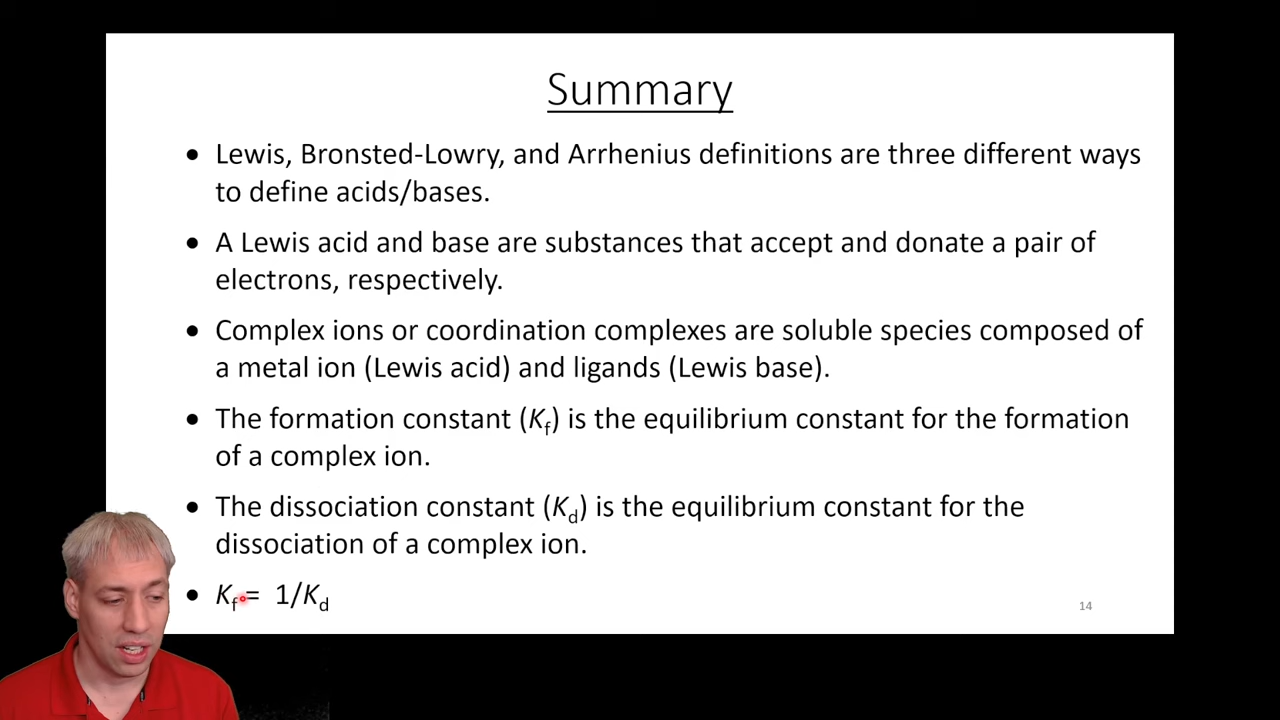 Summary
• Lewis, Bronsted-Lowry, and Arrhenius definitions are three different ways
to define acids/bases.
• A Lewis acid and base are substances that accept and donate a pair of
electrons, respectively.
• Complex ions or coordination complexes are soluble species composed of
a metal ion (Lewis acid) and ligands (Lewis base).
• The formation constant (Kf) is the equilibrium constant for the formation
of a complex ion.
• The dissociation constant (Kd) is the equilibrium constant for the
dissociation of a complex ion.
• Kf = 1/Kd
14